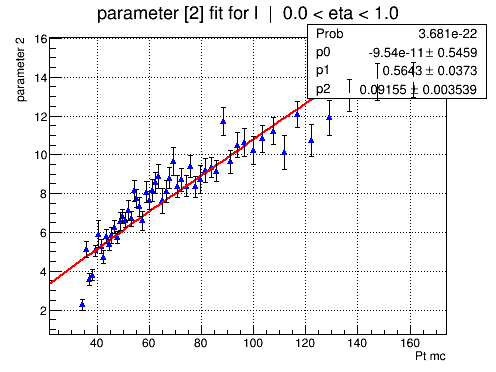 parameter [2] fit for I | 0.0 < eta < 1.0
Prob 3.681e-22
p0 -9.54e-11 ± 0.5459
p1 0.5643 ± 0.0373
p2 0.09155 ± 0.003539
parameter 2
16
14
12
10
8
6
4
2
40 60 80 100 120 140 160
Pt mc